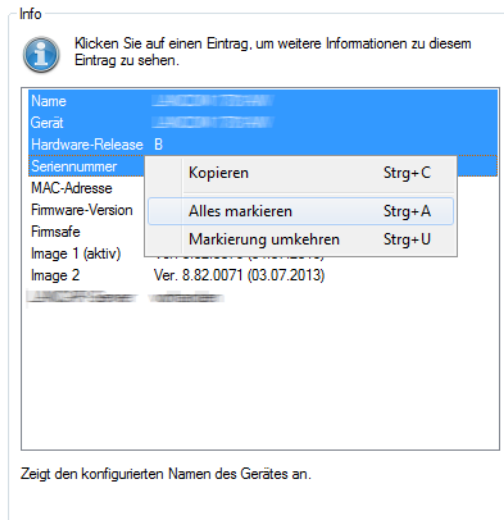 Info
Klicken Sie auf einen Eintrag, um weitere Informationen zu diesem
Eintrag zu sehen.
Name
Gerät
Hardware-Release B
Seriennummer
Kopieren Strg+C
MAC-Adresse
Firmware-Version
Alles markieren Strg+A
Firmsafe
Markierung umkehren Strg+U
Image 1 (aktiv)
Image 2 Ver. 8.82.0071 (03.07.2013)
Zeigt den konfigurierten Namen des Gerätes an.